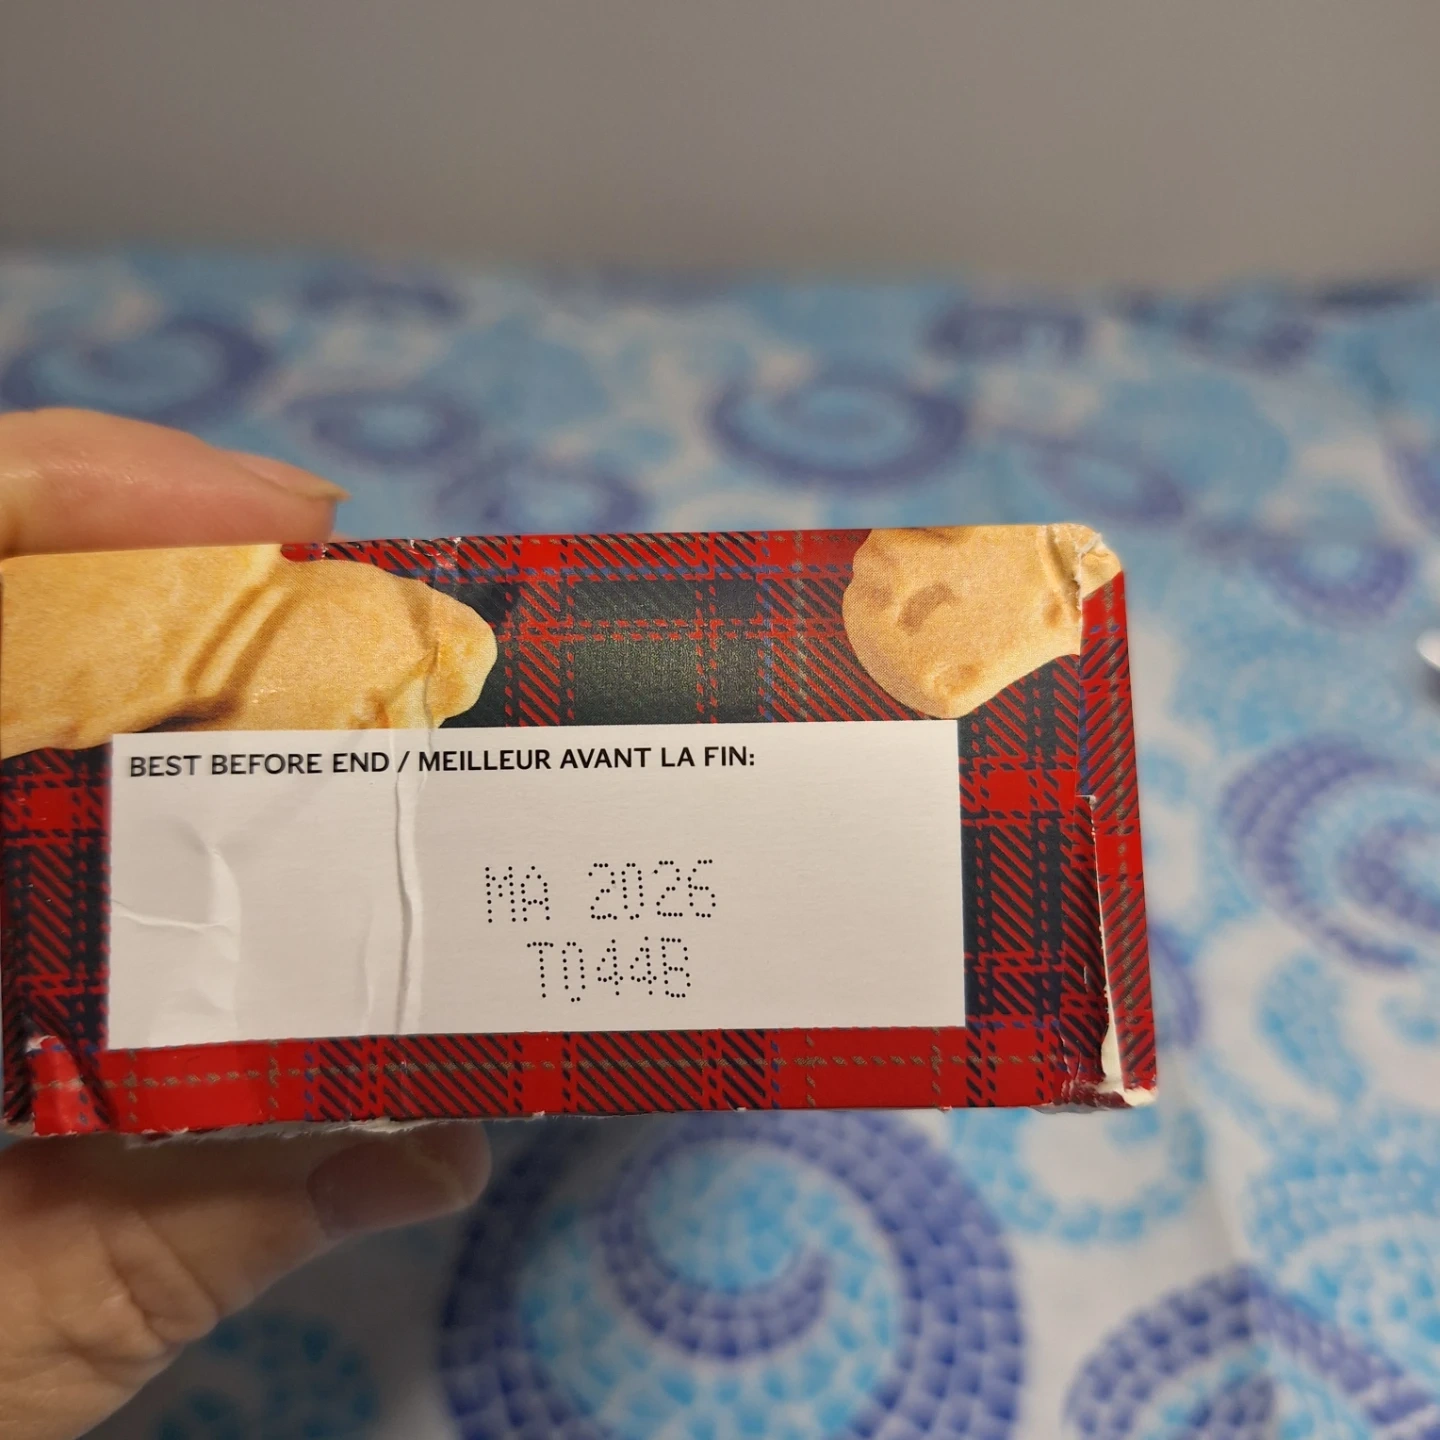 BEST BEFORE END / MEILLEUR AVANT LA FIN:
MA 2026
T044B